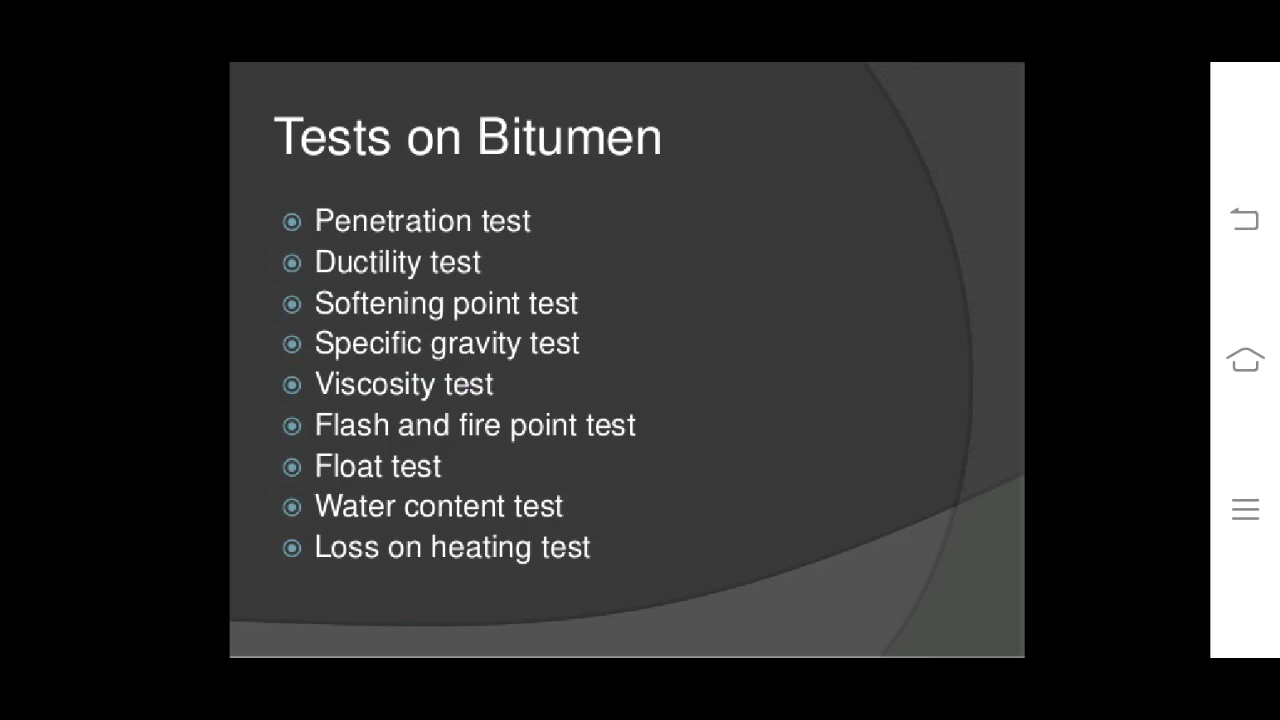 Tests on Bitumen
Penetration test
Ductility test
Softening point test
Specific gravity test
Viscosity test
Flash and fire point test
Float test
Water content test
Loss on heating test